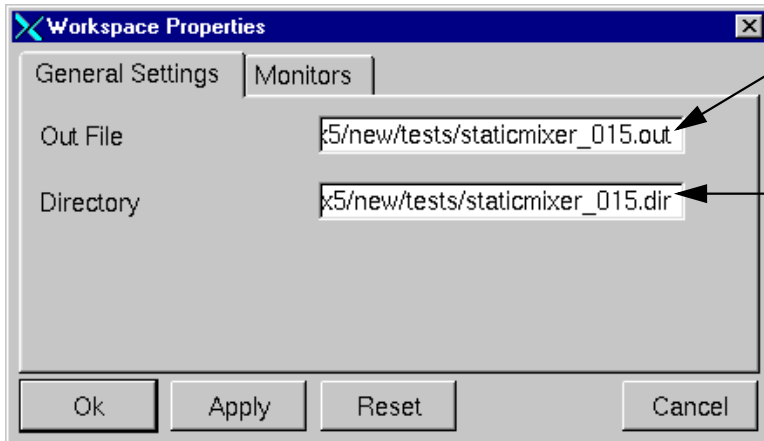 Workspace Properties
General Settings Monitors
Out File x5/new/tests/staticmixer_015.out
Directory x5/new/tests/staticmixer_015.dir
Ok Apply Reset Cancel